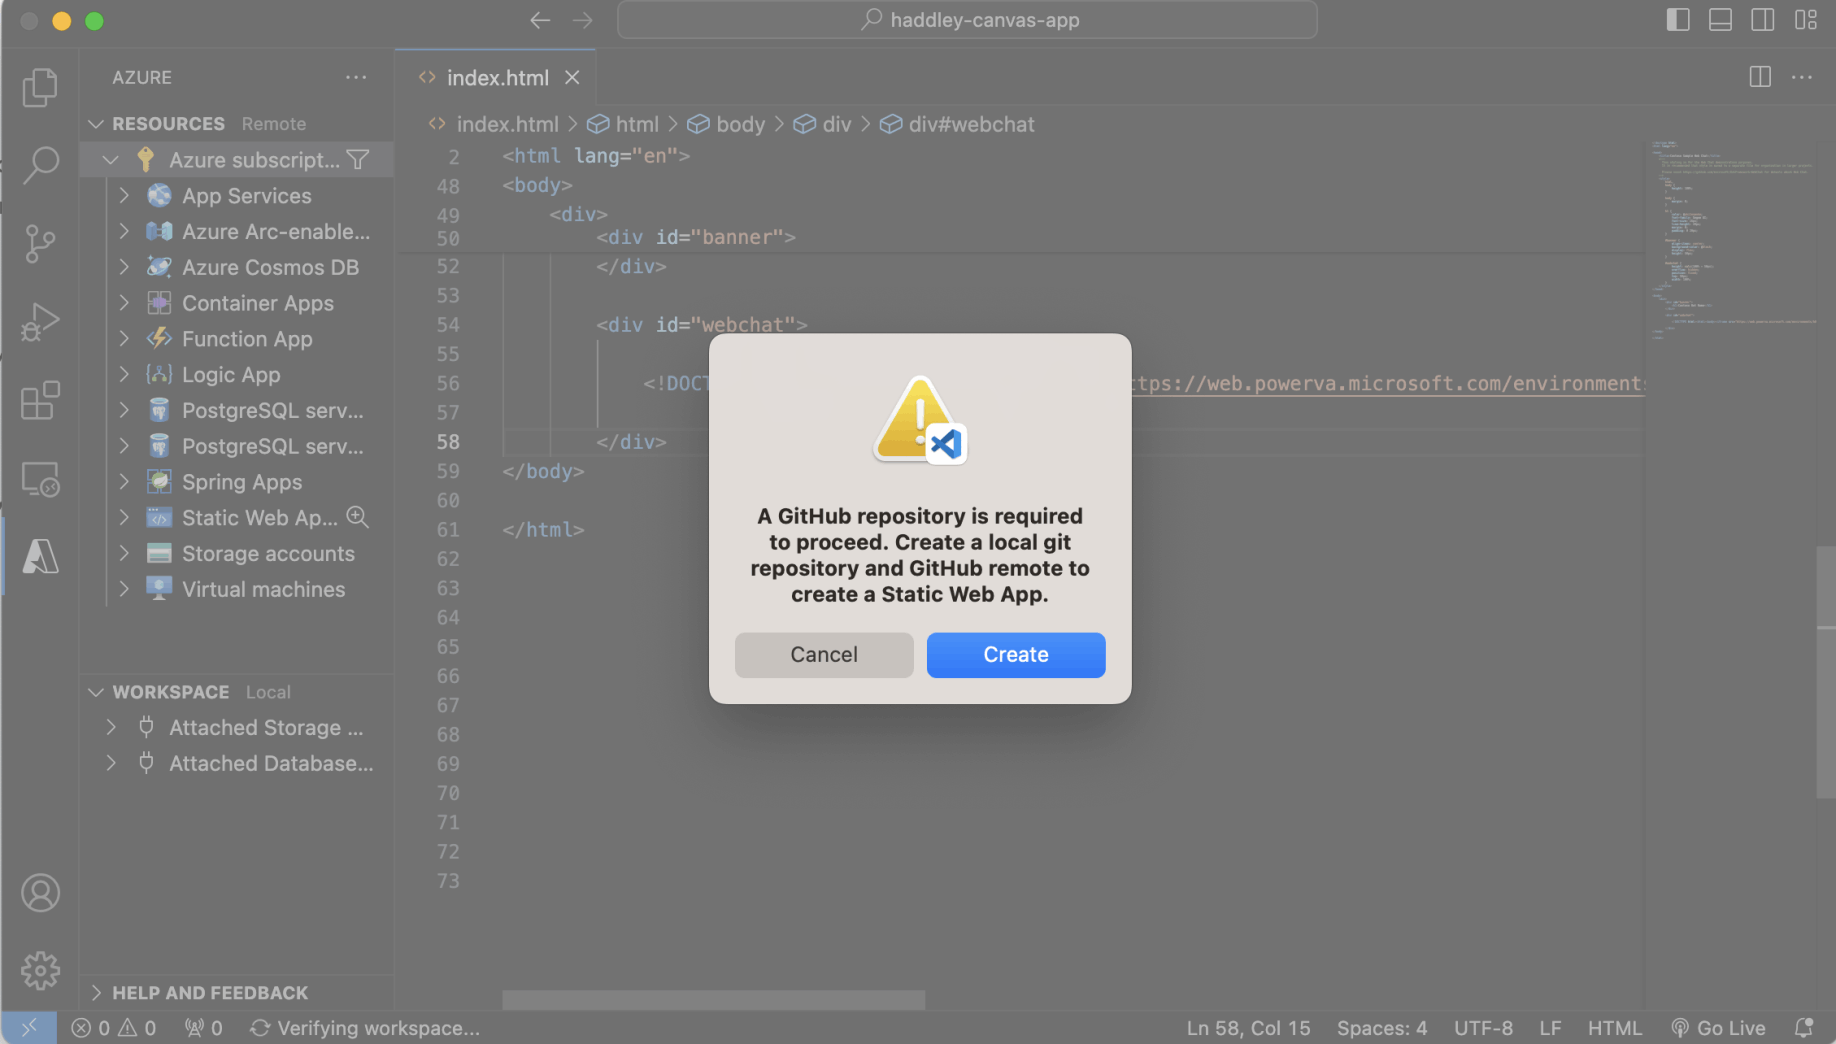 haddley-canvas-app
AZURE
index.html
RESOURCES Remote
index.html > html > body > div > div#webchat
Azure subscript...
App Services
Azure Arc-enable...
Azure Cosmos DB
Container Apps
Function App
Logic App
PostgreSQL serv...
PostgreSQL serv...
Spring Apps
Static Web Ap...
Storage accounts
Virtual machines
WORKSPACE Local
Attached Storage ...
Attached Database...
HELP AND FEEDBACK
2 <html lang="en">
48 <body>
49 <div>
50 <div id="banner">
52 </div>
53
54 <div id="webchat">
55
56 <!DOCT ttps://web.powerva.microsoft.com/environments
57
58 </div>
59 </body>
60
61 </html>
62
63
64
65
66
67
68
69
70
71
72
73
A GitHub repository is required
to proceed. Create a local git
repository and GitHub remote to
create a Static Web App.
Cancel Create
0 0 0 Verifying workspace... Ln 58, Col 15 Spaces: 4 UTF-8 LF HTML Go Live